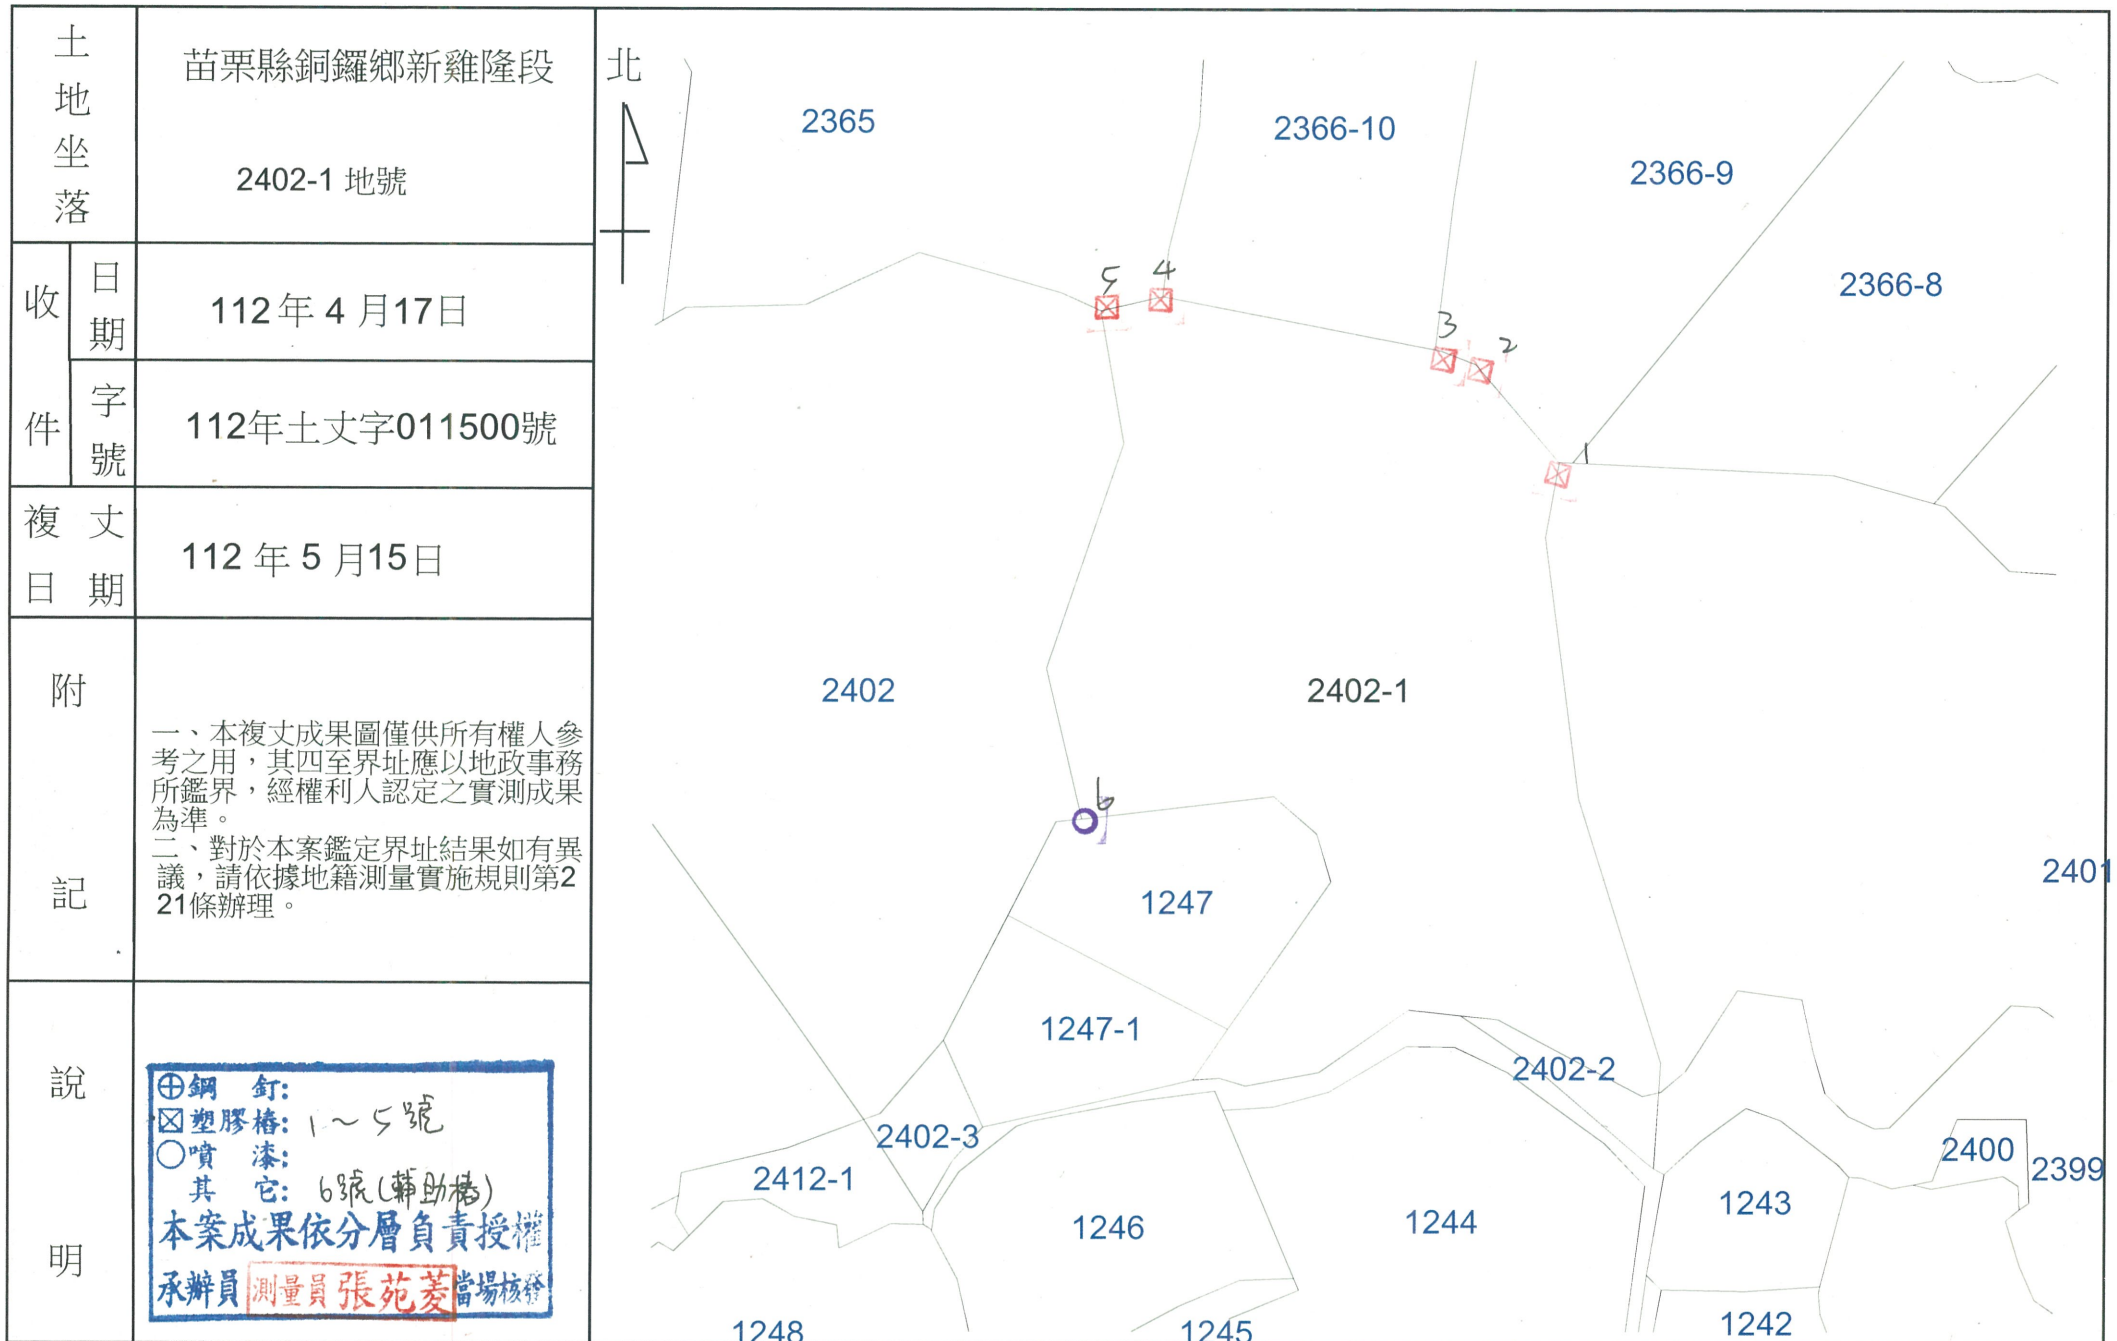 土地坐落
苗栗縣銅鑼鄉新雞隆段
2402-1 地號
收件
日期
112 年 4 月17日
字號
112年土丈字011500號
複丈日期
112 年 5 月15日
附記
一、本複丈成果圖僅供所有權人參
考之用，其四至界址應以地政事務
所鑑界，經權利人認定之實測成果
為準。
二、對於本案鑑定界址結果如有異
議，請依據地籍測量實施規則第2
21條辦理。
說明
⊕鋼 釘:
☒塑膠樁: 1～5號
○噴 漆:
其 它: 6號(輔助樁)
本案成果依分層負責授權
承辦員 測量員 張苑菱 當場核發
北
2365
2366-10
2366-9
2366-8
5
4
3
2
1
2402
2402-1
6
2401
1247
1247-1
2402-2
2402-3
2412-1
2400
2399
1246
1244
1243
1248
1245
1242